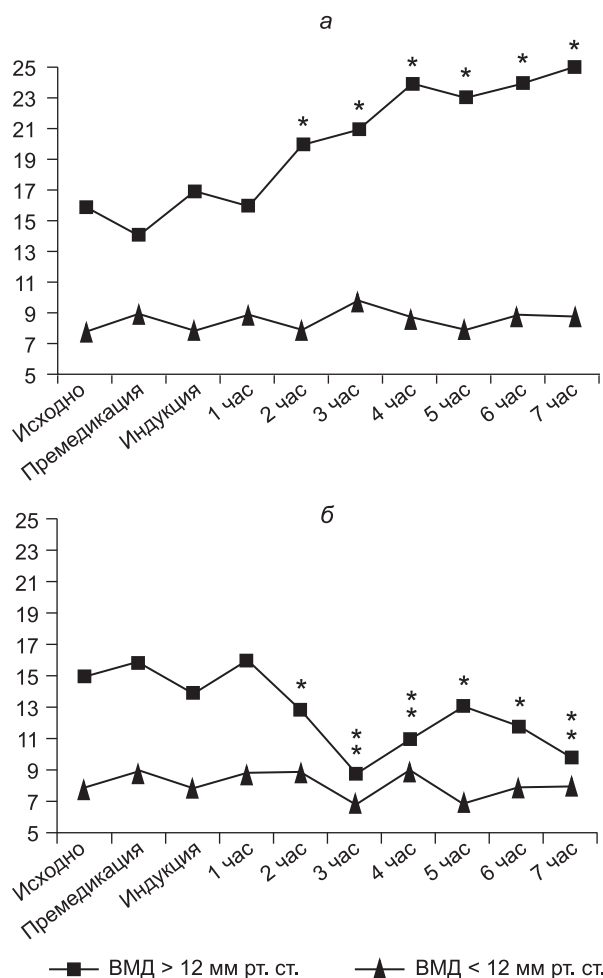 а
25
23
21
19
17
15
13
11
9
7
5
* * * * * *
Исходно
Премедикация
Индукция
1 час
2 час
3 час
4 час
5 час
6 час
7 час
б
25
23
21
19
17
15
13
11
9
7
5
* ** ** * * **
Исходно
Премедикация
Индукция
1 час
2 час
3 час
4 час
5 час
6 час
7 час
ВМД > 12 мм рт. ст. ВМД < 12 мм рт. ст.